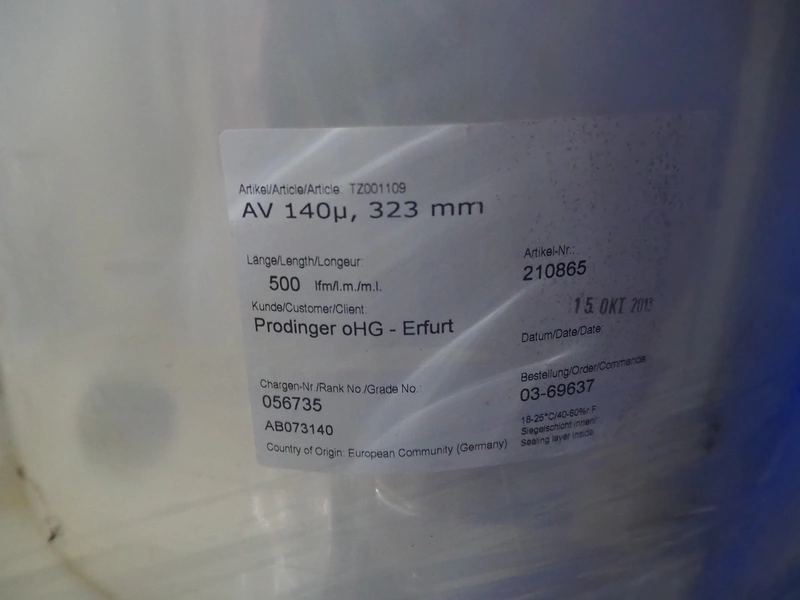 Artikel/Article/Article: TZ001109
AV 140µ, 323 mm
Länge/Length/Longeur:
500 lfm/l.m./m.l.
Artikel-Nr.:
210865
Kunde/Customer/Client:
Prodinger oHG - Erfurt
15. OKT. 2013
Datum/Date/Date:
Chargen-Nr./Rank No./Grade No.:
056735
AB073140
Bestellung/Order/Commande:
03-69637
18-25°C/40-60%r.F.
Siegelschicht innen/
Sealing layer inside
Country of Origin: European Community (Germany)